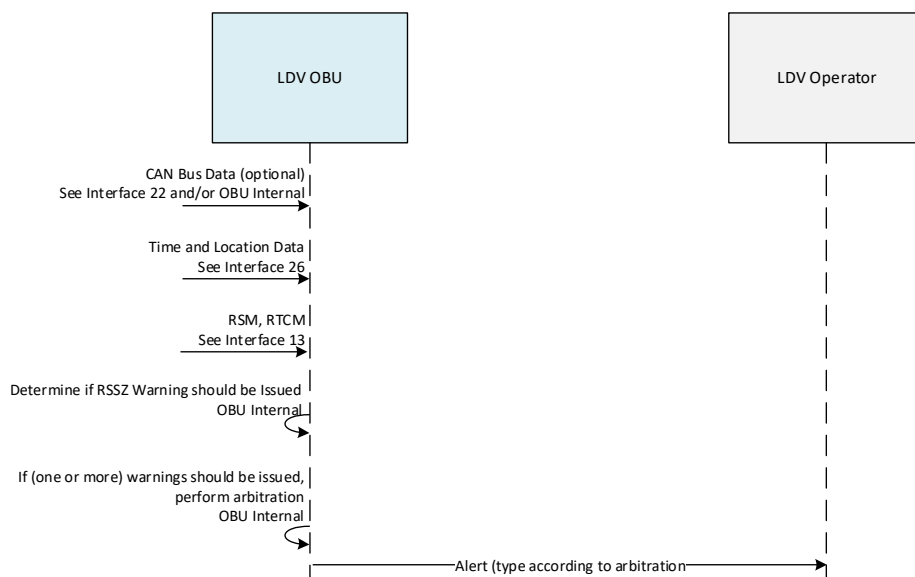 LDV OBU
LDV Operator
CAN Bus Data (optional)
See Interface 22 and/or OBU Internal
Time and Location Data
See Interface 26
RSM, RTCM
See Interface 13
Determine if RSSZ Warning should be Issued
OBU Internal
If (one or more) warnings should be issued,
perform arbitration
OBU Internal
Alert (type according to arbitration